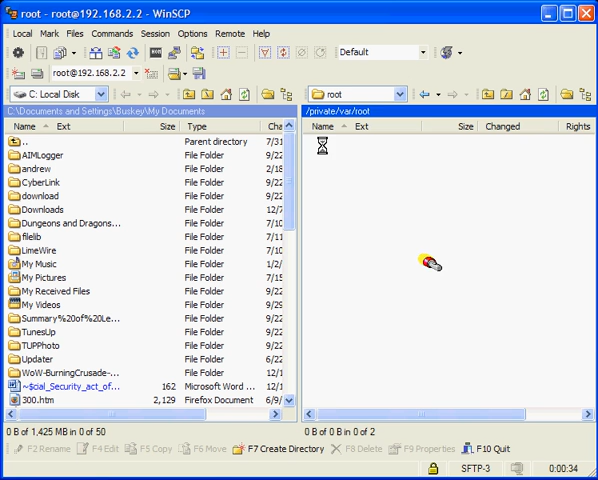 root - root@192.168.2.2 - WinSCP
Local Mark Files Commands Session Options Remote Help
Default
root@192.168.2.2
C: Local Disk
root
C:\Documents and Settings\Buskey\My Documents
/private/var/root
Name Ext Size Type Cha
Name Ext Size Changed Rights
.. Parent directory 7/31
AIMLogger File Folder 9/22
andrew File Folder 2/18
CyberLink File Folder 9/22
download File Folder 9/22
Downloads File Folder 12/7
Dungeons and Dragons... File Folder 7/10
filelib File Folder 7/11
LimeWire File Folder 9/22
My Music File Folder 1/2/
My Pictures File Folder 7/15
My Received Files File Folder 9/22
My Videos File Folder 9/22
Summary%20of%20Le... File Folder 9/22
TunesUp File Folder 9/22
TUPPhoto File Folder 9/22
Updater File Folder 6/22
WoW-BurningCrusade-... File Folder 12/1
~$cial_Security_act_of... 162 Microsoft Word ... 12/1
300.htm 2,129 Firefox Document 6/9/
0 B of 1,425 MB in 0 of 50
0 B of 0 B in 0 of 2
F2 Rename F4 Edit F5 Copy F6 Move F7 Create Directory F8 Delete F9 Properties F10 Quit
SFTP-3 0:00:34